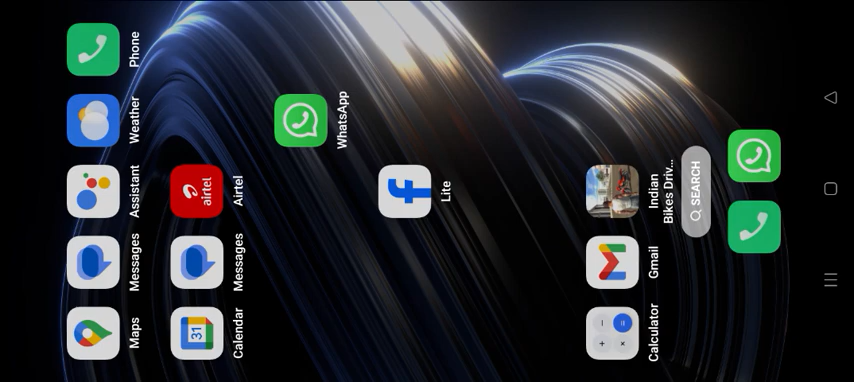 Maps Messages Assistant Weather Phone
31 airtel
Calendar Messages Airtel
WhatsApp
Lite
Calculator Gmail Indian
Bikes Driv...
SEARCH